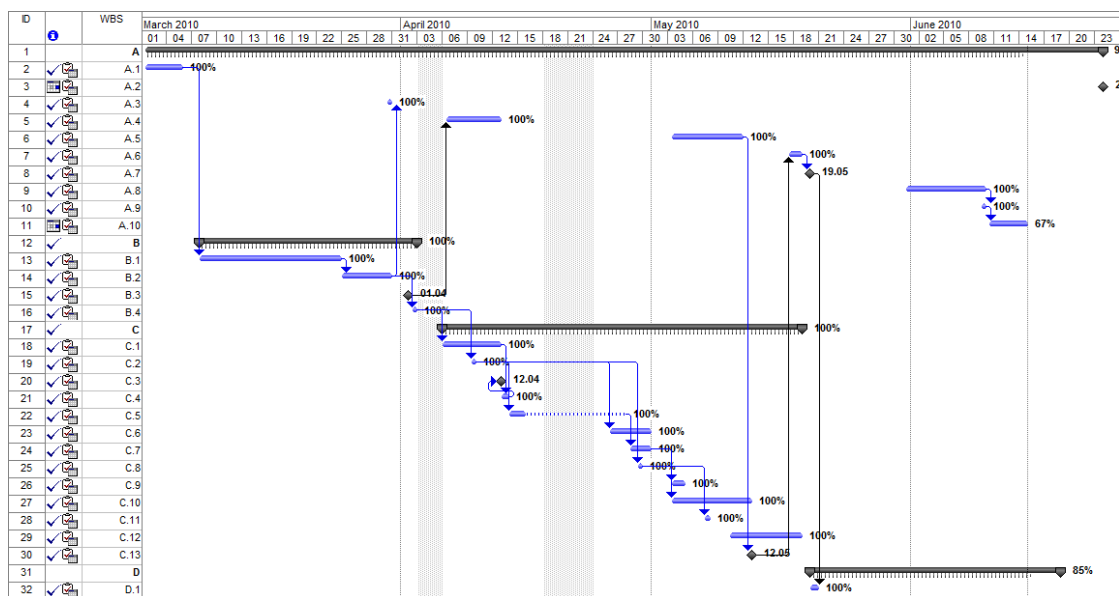 ID WBS March 2010 April 2010 May 2010 June 2010
01 04 07 10 13 16 19 22 25 28 31 03 06 09 12 15 18 21 24 27 30 03 06 09 12 15 18 21 24 27 30 02 05 08 11 14 17 20 23
1 A 9
2 A.1 100%
3 A.2 2
4 A.3 100%
5 A.4 100%
6 A.5 100%
7 A.6 100%
8 A.7 19.05
9 A.8 100%
10 A.9 100%
11 A.10 67%
12 B 100%
13 B.1 100%
14 B.2 100%
15 B.3 01.04
16 B.4 100%
17 C 100%
18 C.1 100%
19 C.2 100%
20 C.3 12.04
21 C.4 100%
22 C.5 100%
23 C.6 100%
24 C.7 100%
25 C.8 100%
26 C.9 100%
27 C.10 100%
28 C.11 100%
29 C.12 100%
30 C.13 12.05
31 D 85%
32 D.1 100%